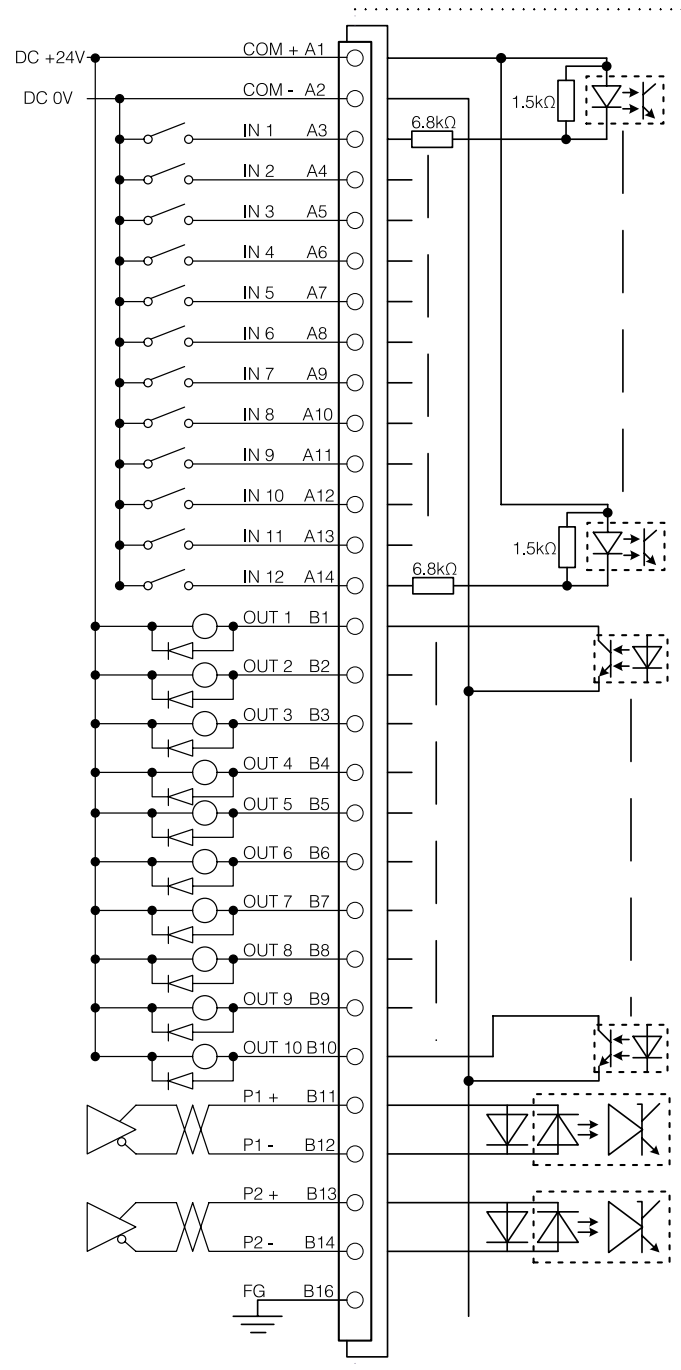 DC +24V COM + A1
DC 0V COM - A2
1.5kΩ
6.8kΩ
IN 1 A3
IN 2 A4
IN 3 A5
IN 4 A6
IN 5 A7
IN 6 A8
IN 7 A9
IN 8 A10
IN 9 A11
IN 10 A12
IN 11 A13
1.5kΩ
6.8kΩ
IN 12 A14
OUT 1 B1
OUT 2 B2
OUT 3 B3
OUT 4 B4
OUT 5 B5
OUT 6 B6
OUT 7 B7
OUT 8 B8
OUT 9 B9
OUT 10 B10
P1 + B11
P1 - B12
P2 + B13
P2 - B14
FG B16